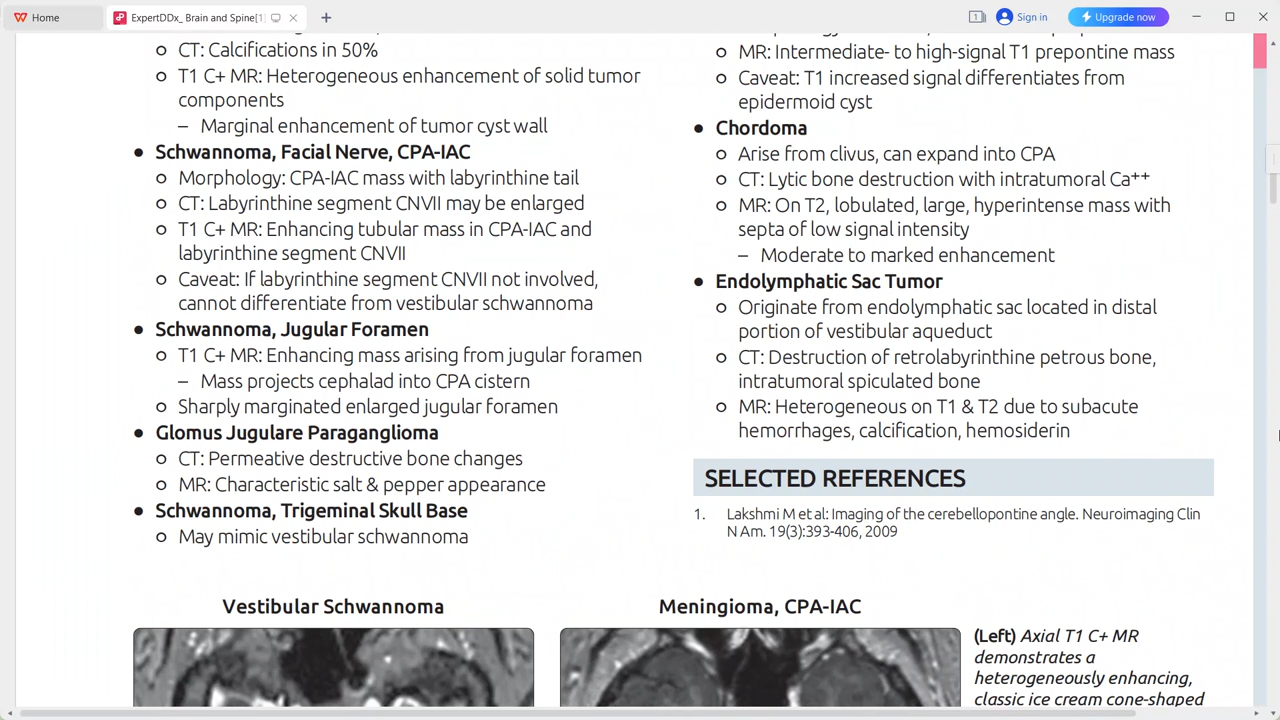 Home
ExpertDDx_ Brain and Spine[1]
Sign in
Upgrade now
CT: Calcifications in 50%
T1 C+ MR: Heterogeneous enhancement of solid tumor
components
– Marginal enhancement of tumor cyst wall
• Schwannoma, Facial Nerve, CPA-IAC
Morphology: CPA-IAC mass with labyrinthine tail
CT: Labyrinthine segment CNVII may be enlarged
T1 C+ MR: Enhancing tubular mass in CPA-IAC and
labyrinthine segment CNVII
Caveat: If labyrinthine segment CNVII not involved,
cannot differentiate from vestibular schwannoma
• Schwannoma, Jugular Foramen
T1 C+ MR: Enhancing mass arising from jugular foramen
– Mass projects cephalad into CPA cistern
Sharply marginated enlarged jugular foramen
• Glomus Jugulare Paraganglioma
CT: Permeative destructive bone changes
MR: Characteristic salt & pepper appearance
• Schwannoma, Trigeminal Skull Base
May mimic vestibular schwannoma
MR: Intermediate- to high-signal T1 prepontine mass
Caveat: T1 increased signal differentiates from
epidermoid cyst
• Chordoma
Arise from clivus, can expand into CPA
CT: Lytic bone destruction with intratumoral Ca⁺⁺
MR: On T2, lobulated, large, hyperintense mass with
septa of low signal intensity
– Moderate to marked enhancement
• Endolymphatic Sac Tumor
Originate from endolymphatic sac located in distal
portion of vestibular aqueduct
CT: Destruction of retrolabyrinthine petrous bone,
intratumoral spiculated bone
MR: Heterogeneous on T1 & T2 due to subacute
hemorrhages, calcification, hemosiderin
SELECTED REFERENCES
1. Lakshmi M et al: Imaging of the cerebellopontine angle. Neuroimaging Clin
N Am. 19(3):393-406, 2009
Vestibular Schwannoma
Meningioma, CPA-IAC
(Left) Axial T1 C+ MR
demonstrates a
heterogeneously enhancing,
classic ice cream cone-shaped